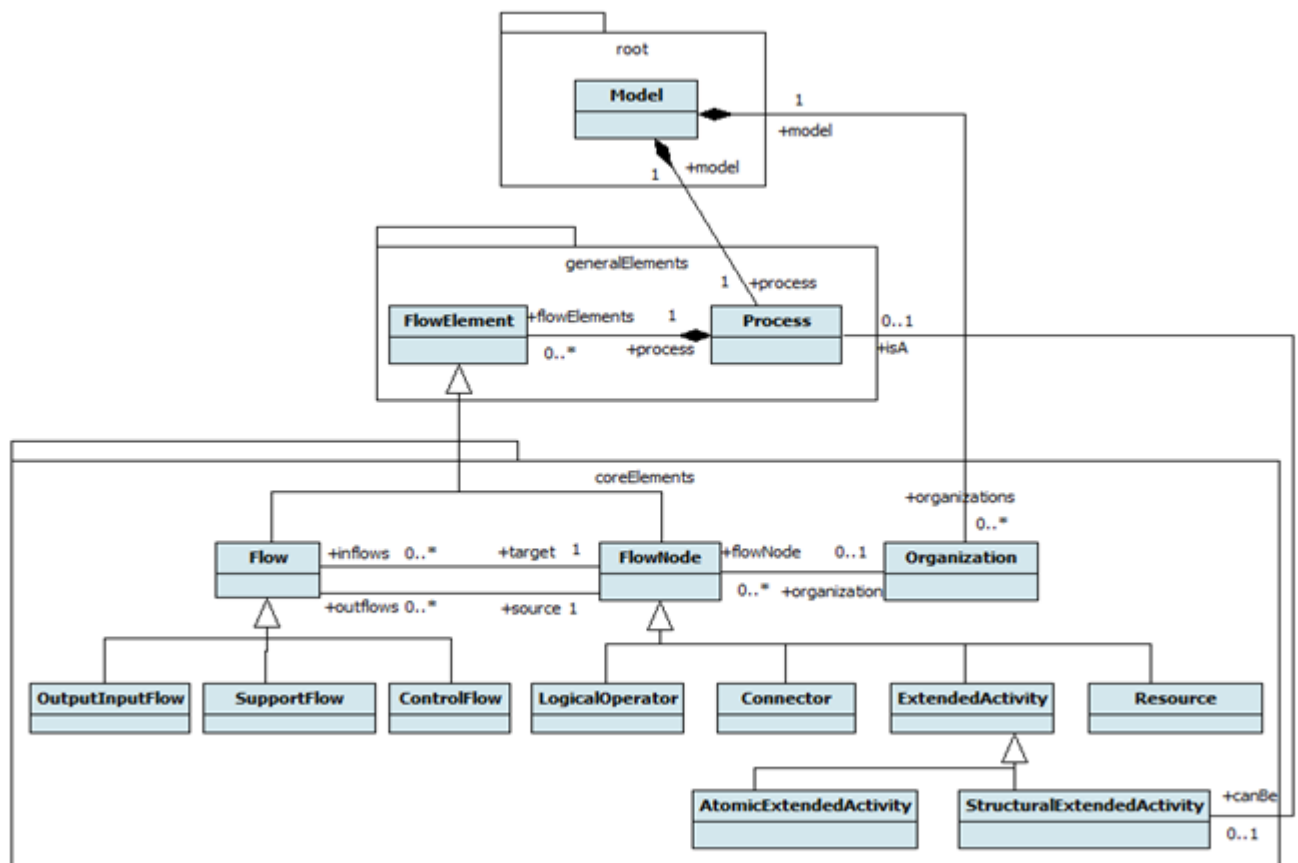 root
Model
1
+model
1
+model
generalElements
1
+process
FlowElement
+flowElements
1
Process
0..1
0..*
+process
+isA
coreElements
+organizations
0..*
Flow
+inflows 0..*
+target 1
FlowNode
+flowNode
0..1
Organization
+outflows 0..*
+source 1
0..*
+organization
OutputInputFlow
SupportFlow
ControlFlow
LogicalOperator
Connector
ExtendedActivity
Resource
AtomicExtendedActivity
StructuralExtendedActivity
+canBe
0..1